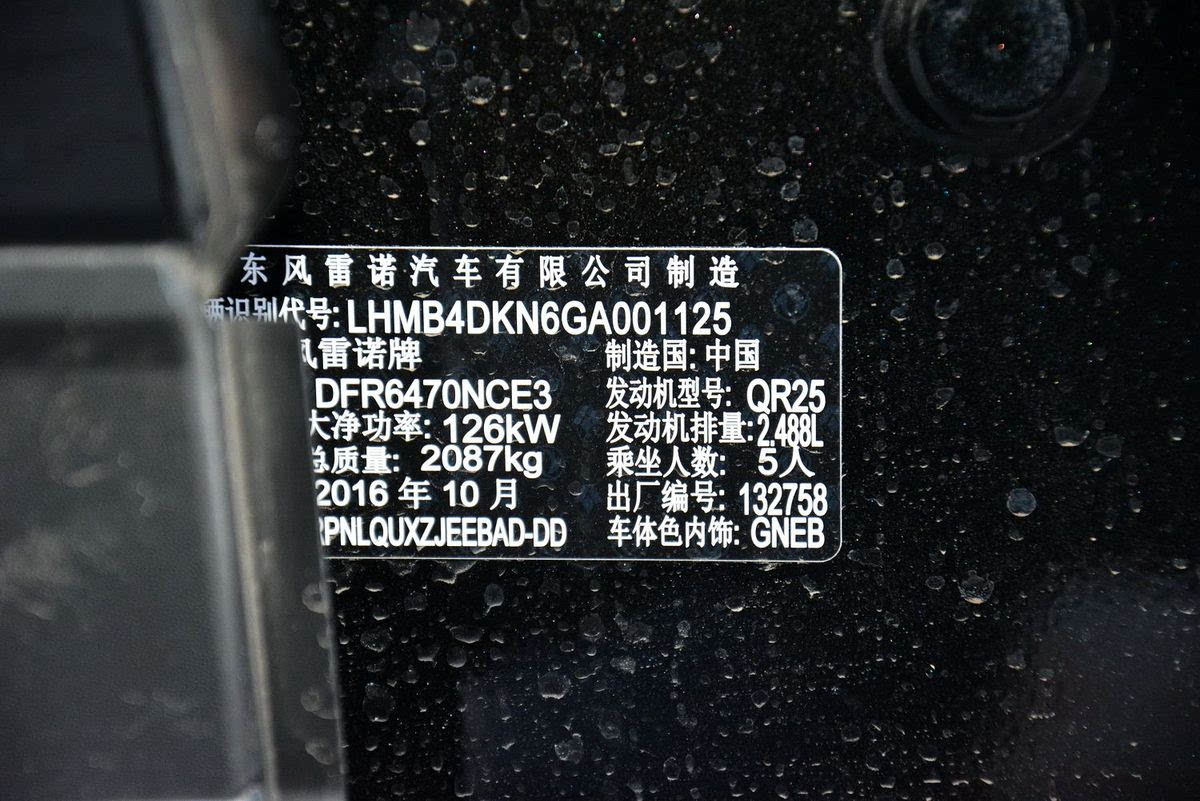 东风雷诺汽车有限公司制造
辆识别代号: LHMB4DKN6GA001125
风雷诺牌 制造国: 中国
DFR6470NCE3 发动机型号: QR25
大净功率: 126kW 发动机排量: 2.488L
总质量: 2087kg 乘坐人数: 5人
2016 年 10 月 出厂编号: 132758
RPNLQUXZJEEBAD-DD 车体色内饰: GNEB